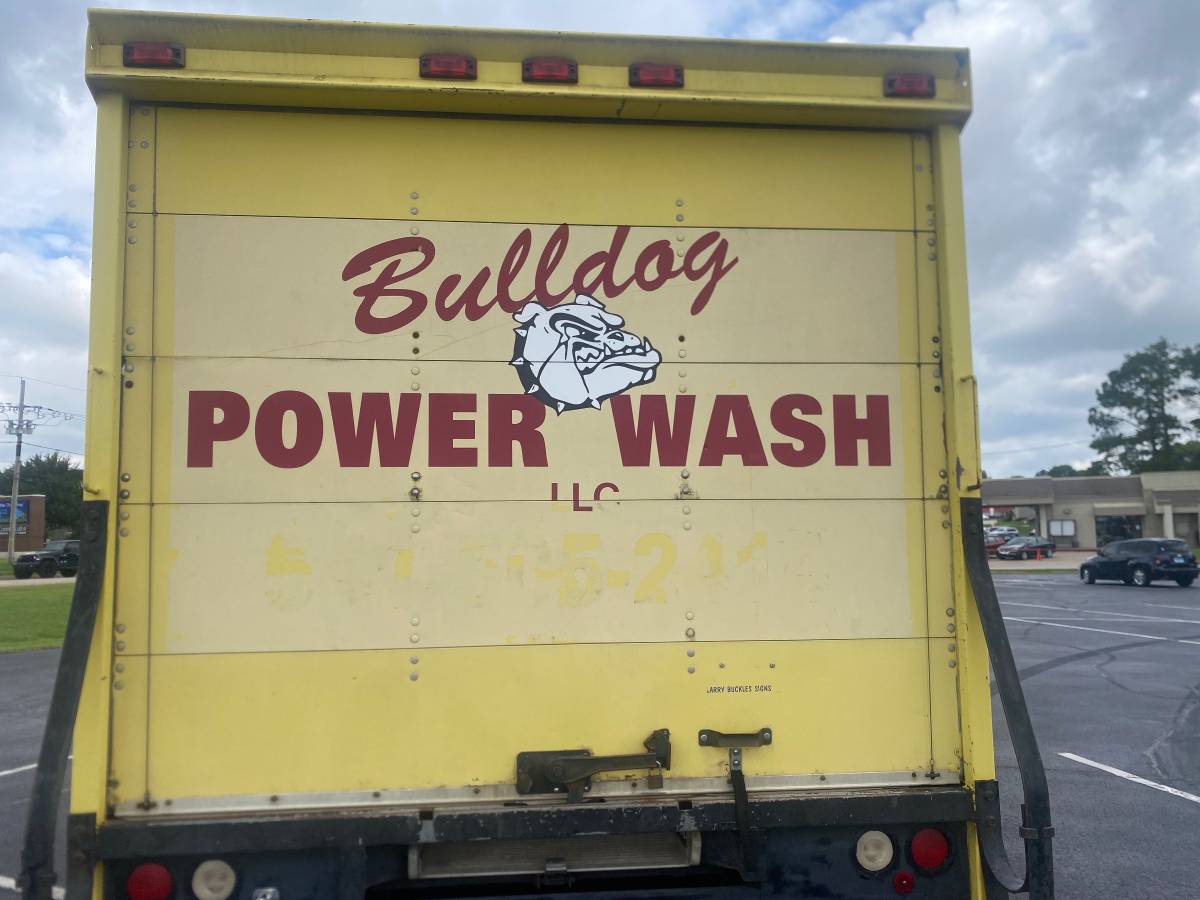 Bulldog
POWER WASH
LLC
LARRY BUCKLES SIGNS